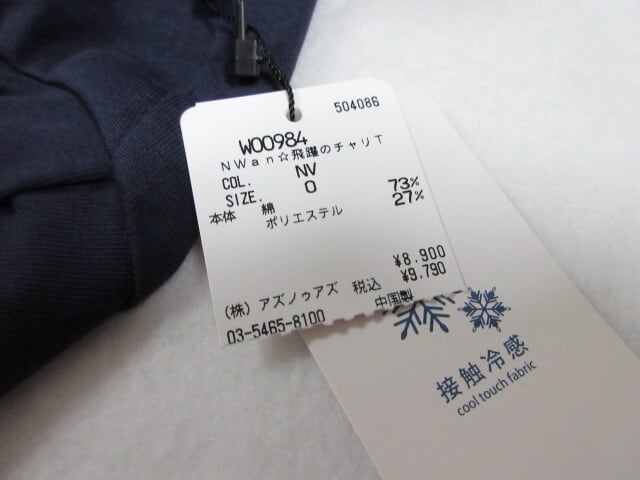 504086
W00984
NWan☆飛躍のチャリT
COL. NV
SIZE. 0
本体 綿 73%
ポリエステル 27%
¥8.900
(株) アズノゥアズ 税込 ¥9.790
03-5465-8100 中国製
接触冷感
cool touch fabric